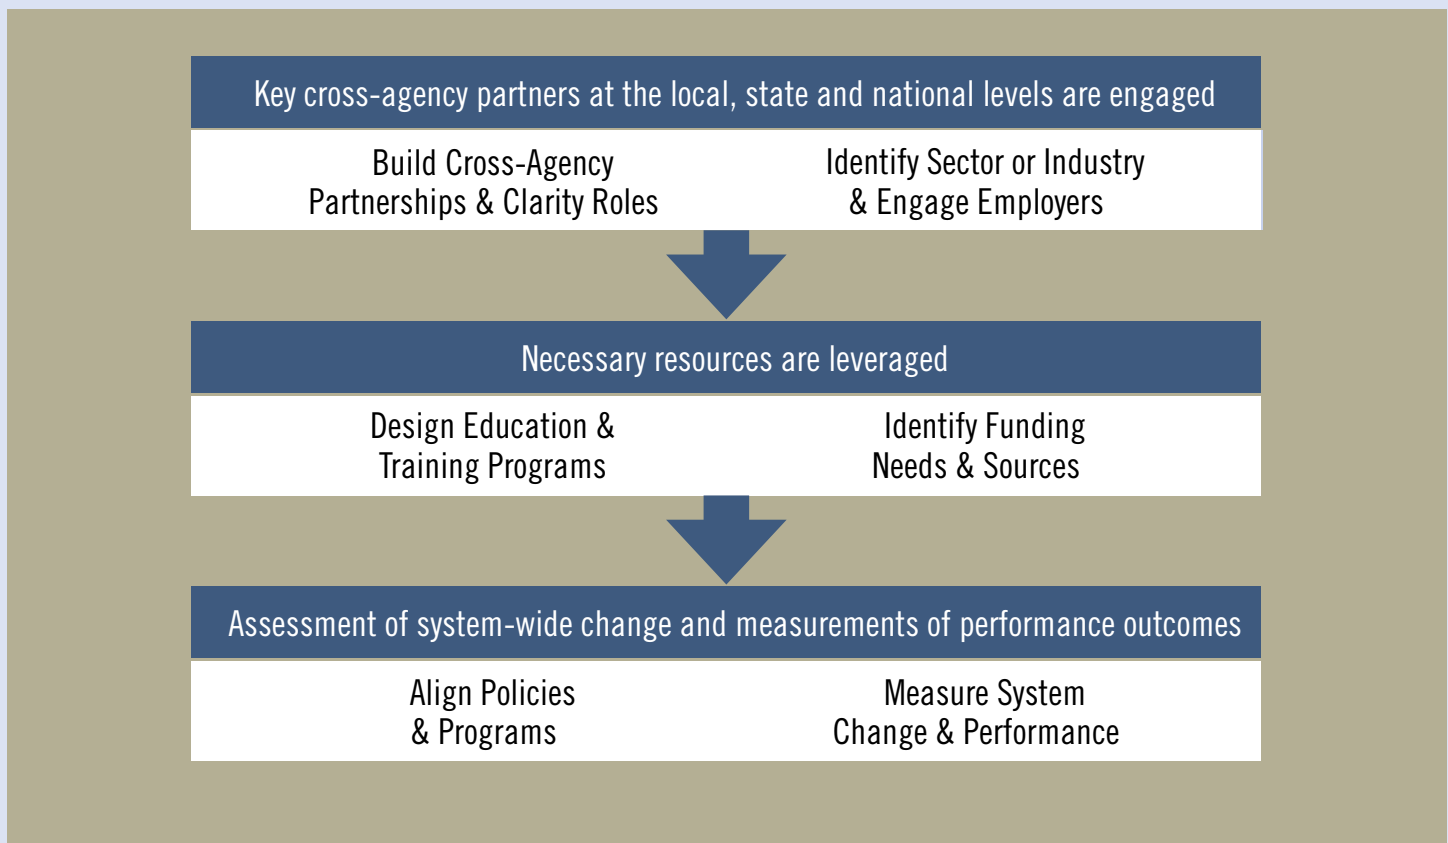 Key cross-agency partners at the local, state and national levels are engaged
Build Cross-Agency
Partnerships & Clarity Roles
Identify Sector or Industry
& Engage Employers
Necessary resources are leveraged
Design Education &
Training Programs
Identify Funding
Needs & Sources
Assessment of system-wide change and measurements of performance outcomes
Align Policies
& Programs
Measure System
Change & Performance